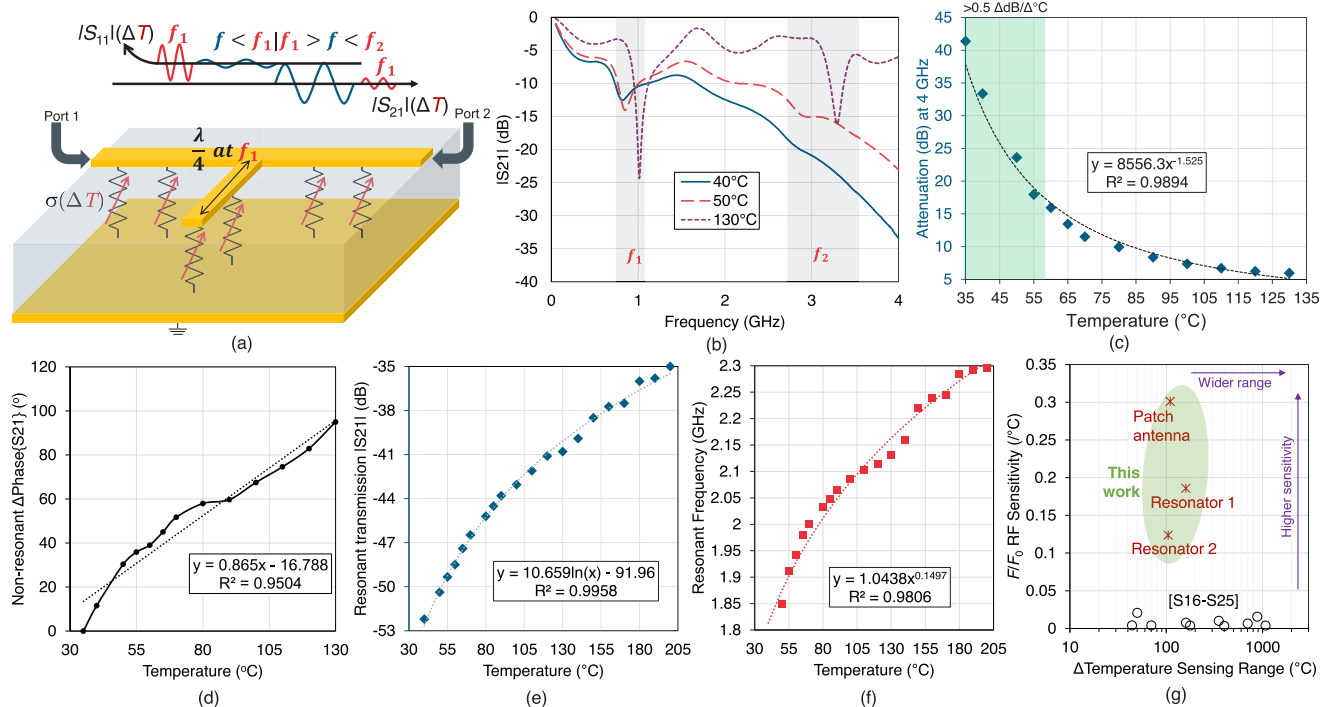 |S₁₁|(ΔT)
f₁
f < f₁|f₁ > f < f₂
f₁
|S₂₁|(ΔT)
Port 1
Port 2
λ/4 at f₁
σ(ΔT)
(a)
0
-5
-10
-15
-20
-25
-30
-35
-40
|S21| (dB)
40°C
50°C
130°C
f₁
f₂
0 1 2 3 4
Frequency (GHz)
(b)
>0.5 ΔdB/Δ°C
45
40
35
30
25
20
15
10
5
Attenuation (dB) at 4 GHz
y = 8556.3x⁻¹·⁵²⁵
R² = 0.9894
35 45 55 65 75 85 95 105 115 125 135
Temperature (°C)
(c)
120
100
80
60
40
20
0
Non-resonant ΔPhase{S21} (º)
y = 0.865x - 16.788
R² = 0.9504
30 80 130
Temperature (ºC)
(d)
-35
-38
-41
-44
-47
-50
-53
Resonant transmission |S21| (dB)
y = 10.659ln(x) - 91.96
R² = 0.9958
30 55 80 105 130 155 180 205
Temperature (°C)
(e)
2.3
2.25
2.2
2.15
2.1
2.05
2
1.95
1.9
1.85
1.8
Resonant Frequency (GHz)
y = 1.0438x⁰·¹⁴⁹⁷
R² = 0.9806
30 55 80 105 130 155 180 205
Temperature (°C)
(f)
0.35
0.3
0.25
0.2
0.15
0.1
0.05
0
F/F₀ RF Sensitivity (/°C)
Wider range
Higher sensitivity
Patch
antenna
This
work
Resonator 1
Resonator 2
[S16-S25]
10 100 1000
ΔTemperature Sensing Range (°C)
(g)